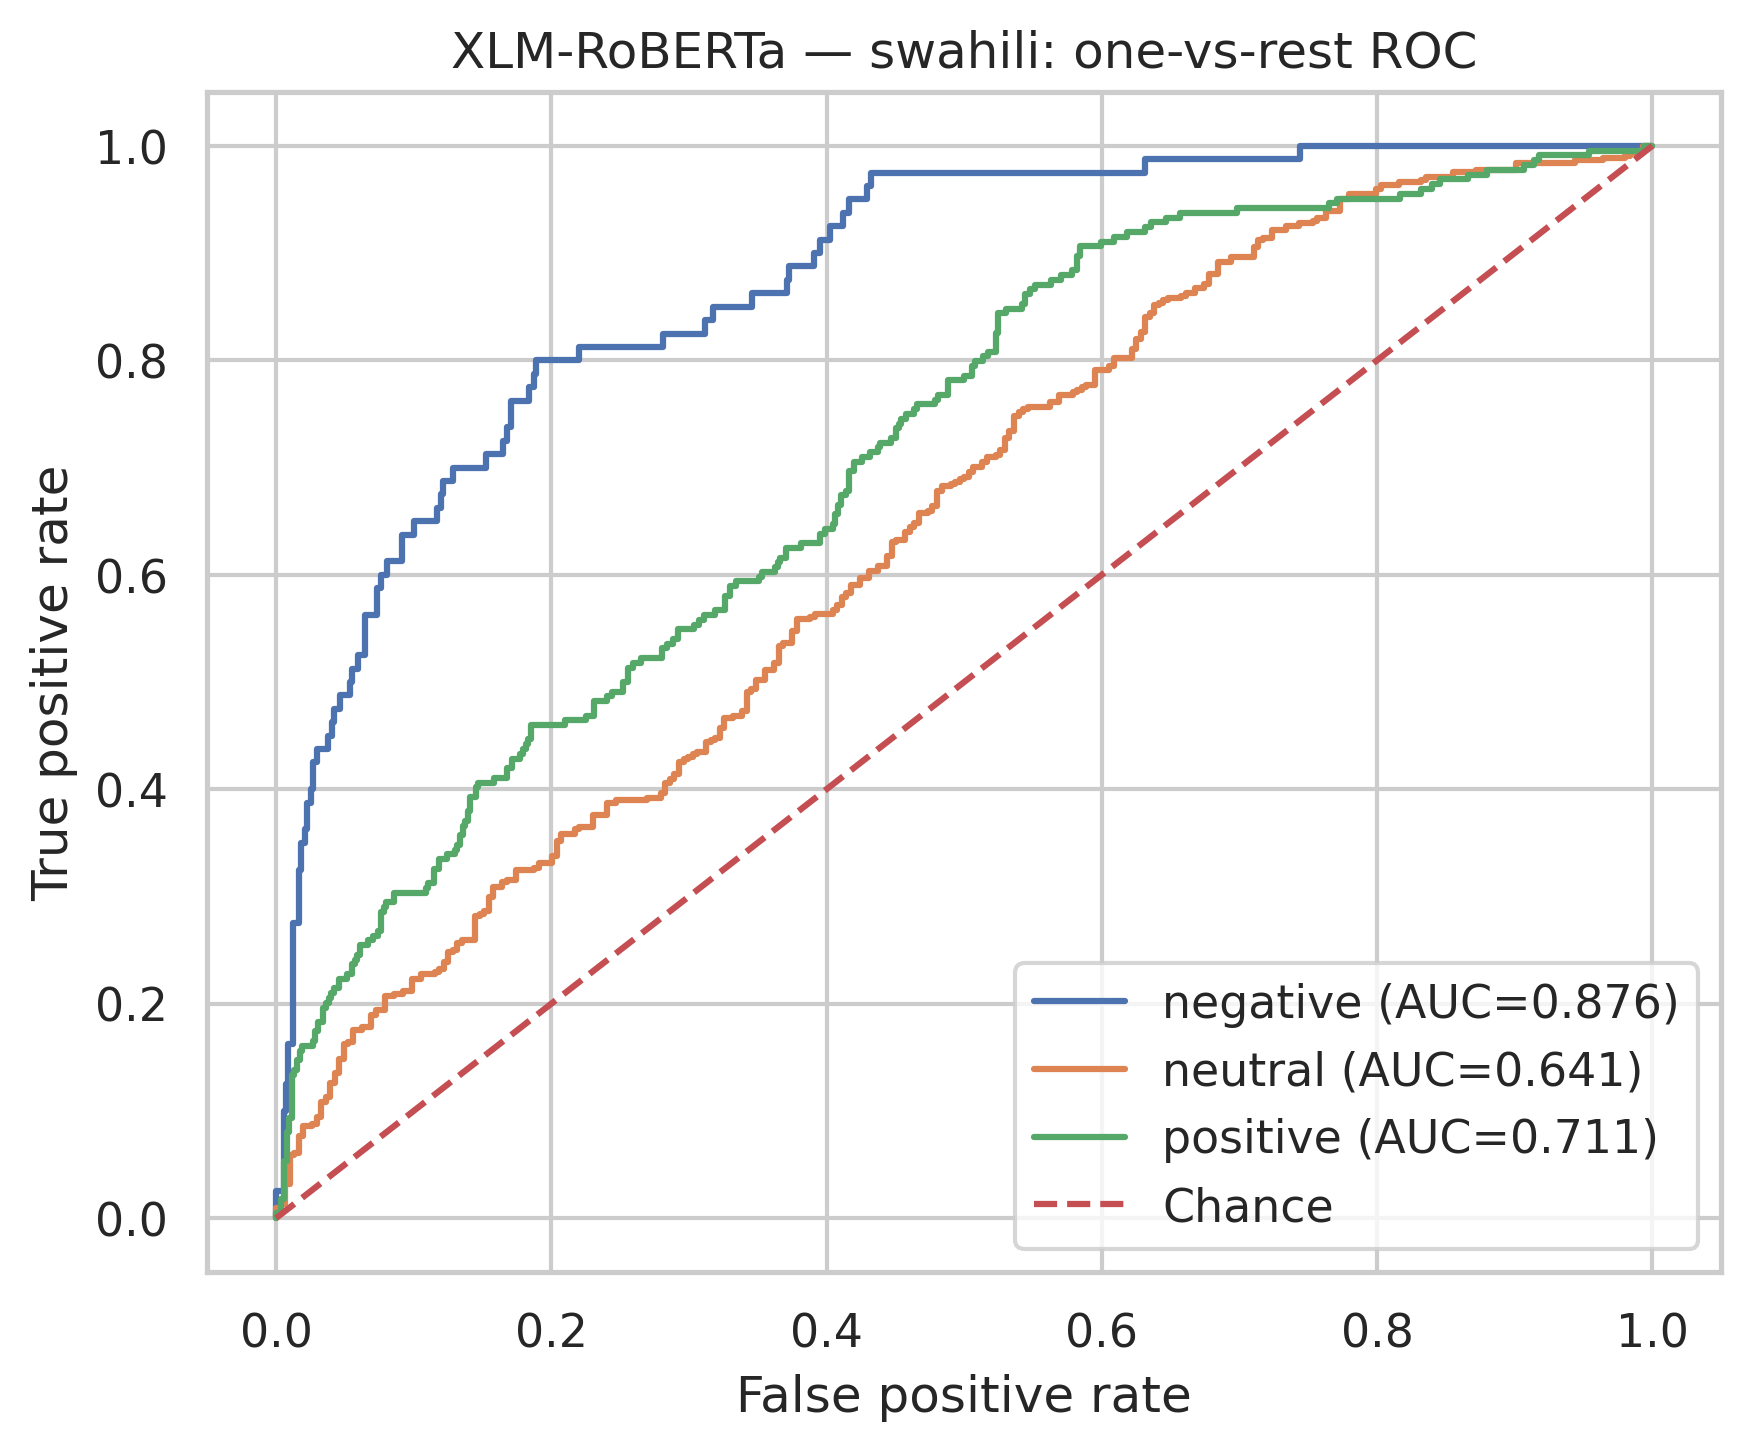 XLM-RoBERTa — swahili: one-vs-rest ROC
True positive rate
1.0
0.8
0.6
0.4
0.2
0.0
negative (AUC=0.876)
neutral (AUC=0.641)
positive (AUC=0.711)
Chance
0.0 0.2 0.4 0.6 0.8 1.0
False positive rate